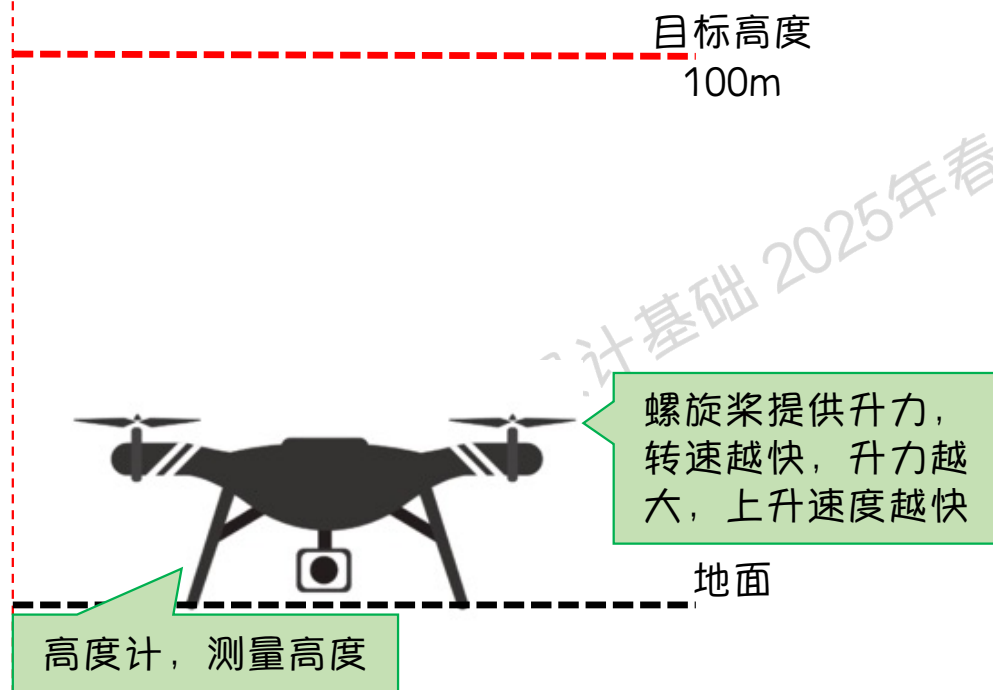 目标高度
100m
计基础 2025年春
螺旋桨提供升力,
转速越快, 升力越
大, 上升速度越快
地面
高度计, 测量高度